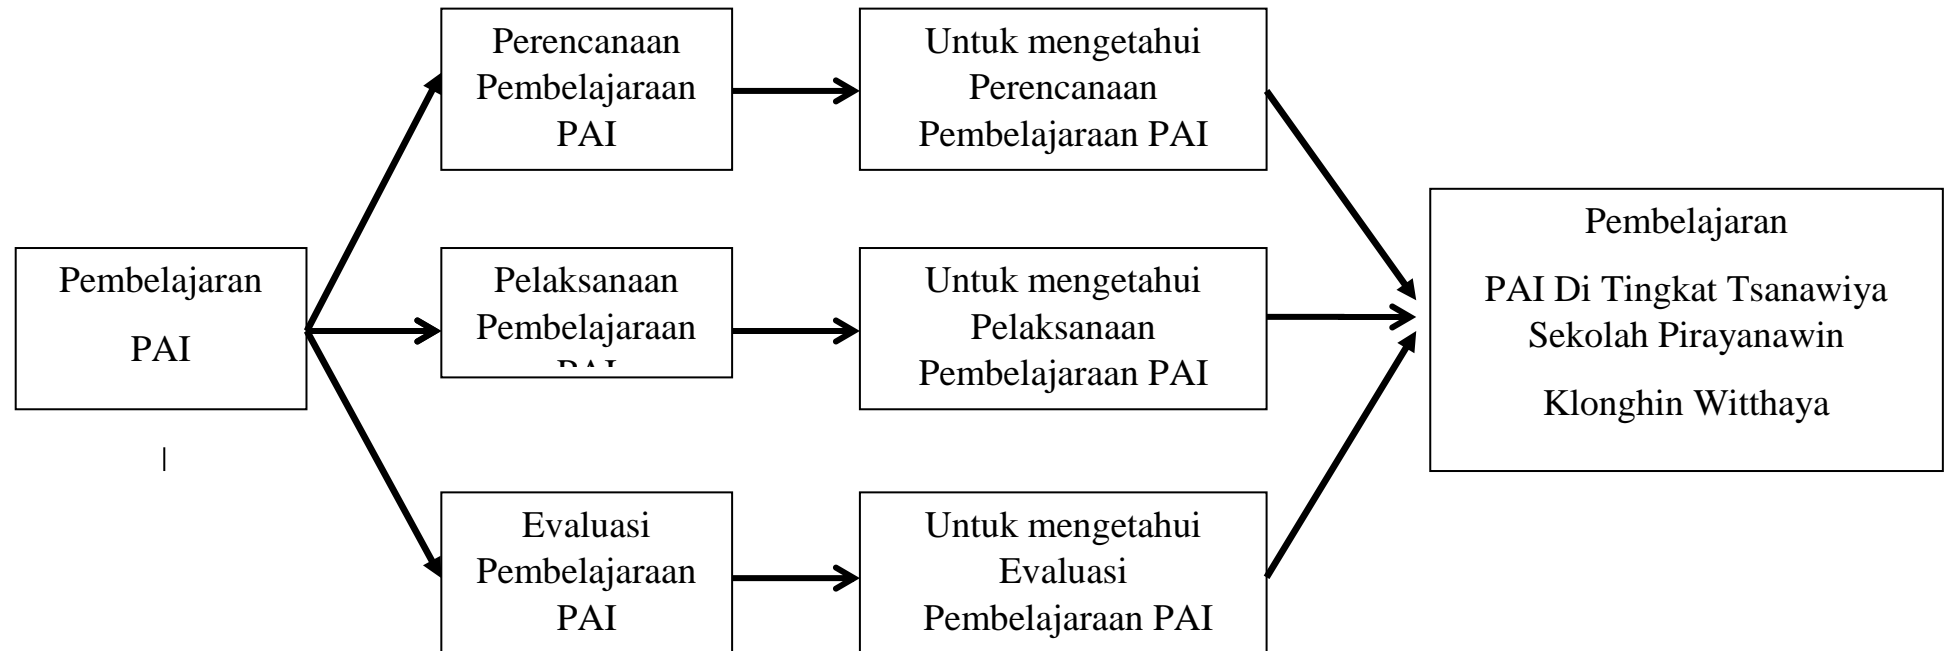 Pembelajaran
PAI
Perencanaan
Pembelajaraan
PAI
Untuk mengetahui
Perencanaan
Pembelajaraan PAI
Pelaksanaan
Pembelajaraan
PAI
Untuk mengetahui
Pelaksanaan
Pembelajaraan PAI
Evaluasi
Pembelajaraan
PAI
Untuk mengetahui
Evaluasi
Pembelajaraan PAI
Pembelajaran
PAI Di Tingkat Tsanawiya
Sekolah Pirayanawin
Klonghin Witthaya